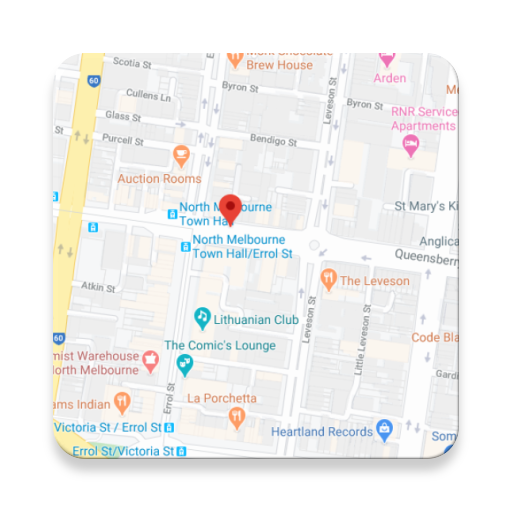 Mork Chocolate
Brew House
Scotia St
60
Arden
Cullens Ln
Byron St
Leveson St
Byron St
Glass St
RNR Service
Apartments
St
Purcell St
Bendigo St
Auction Rooms
North Melbourne
Town Hall
St Mary's Ki
North Melbourne
Town Hall/Errol St
Anglica
Queensberry
The Leveson
Atkin St
Leveson St
Little Leveson St
Lithuanian Club
60
The Comic's Lounge
Code Bla
mist Warehouse
North Melbourne
Gardi
Errol St
ams Indian
La Porchetta
Victoria St / Errol St
Heartland Records
Som
Errol St/Victoria St